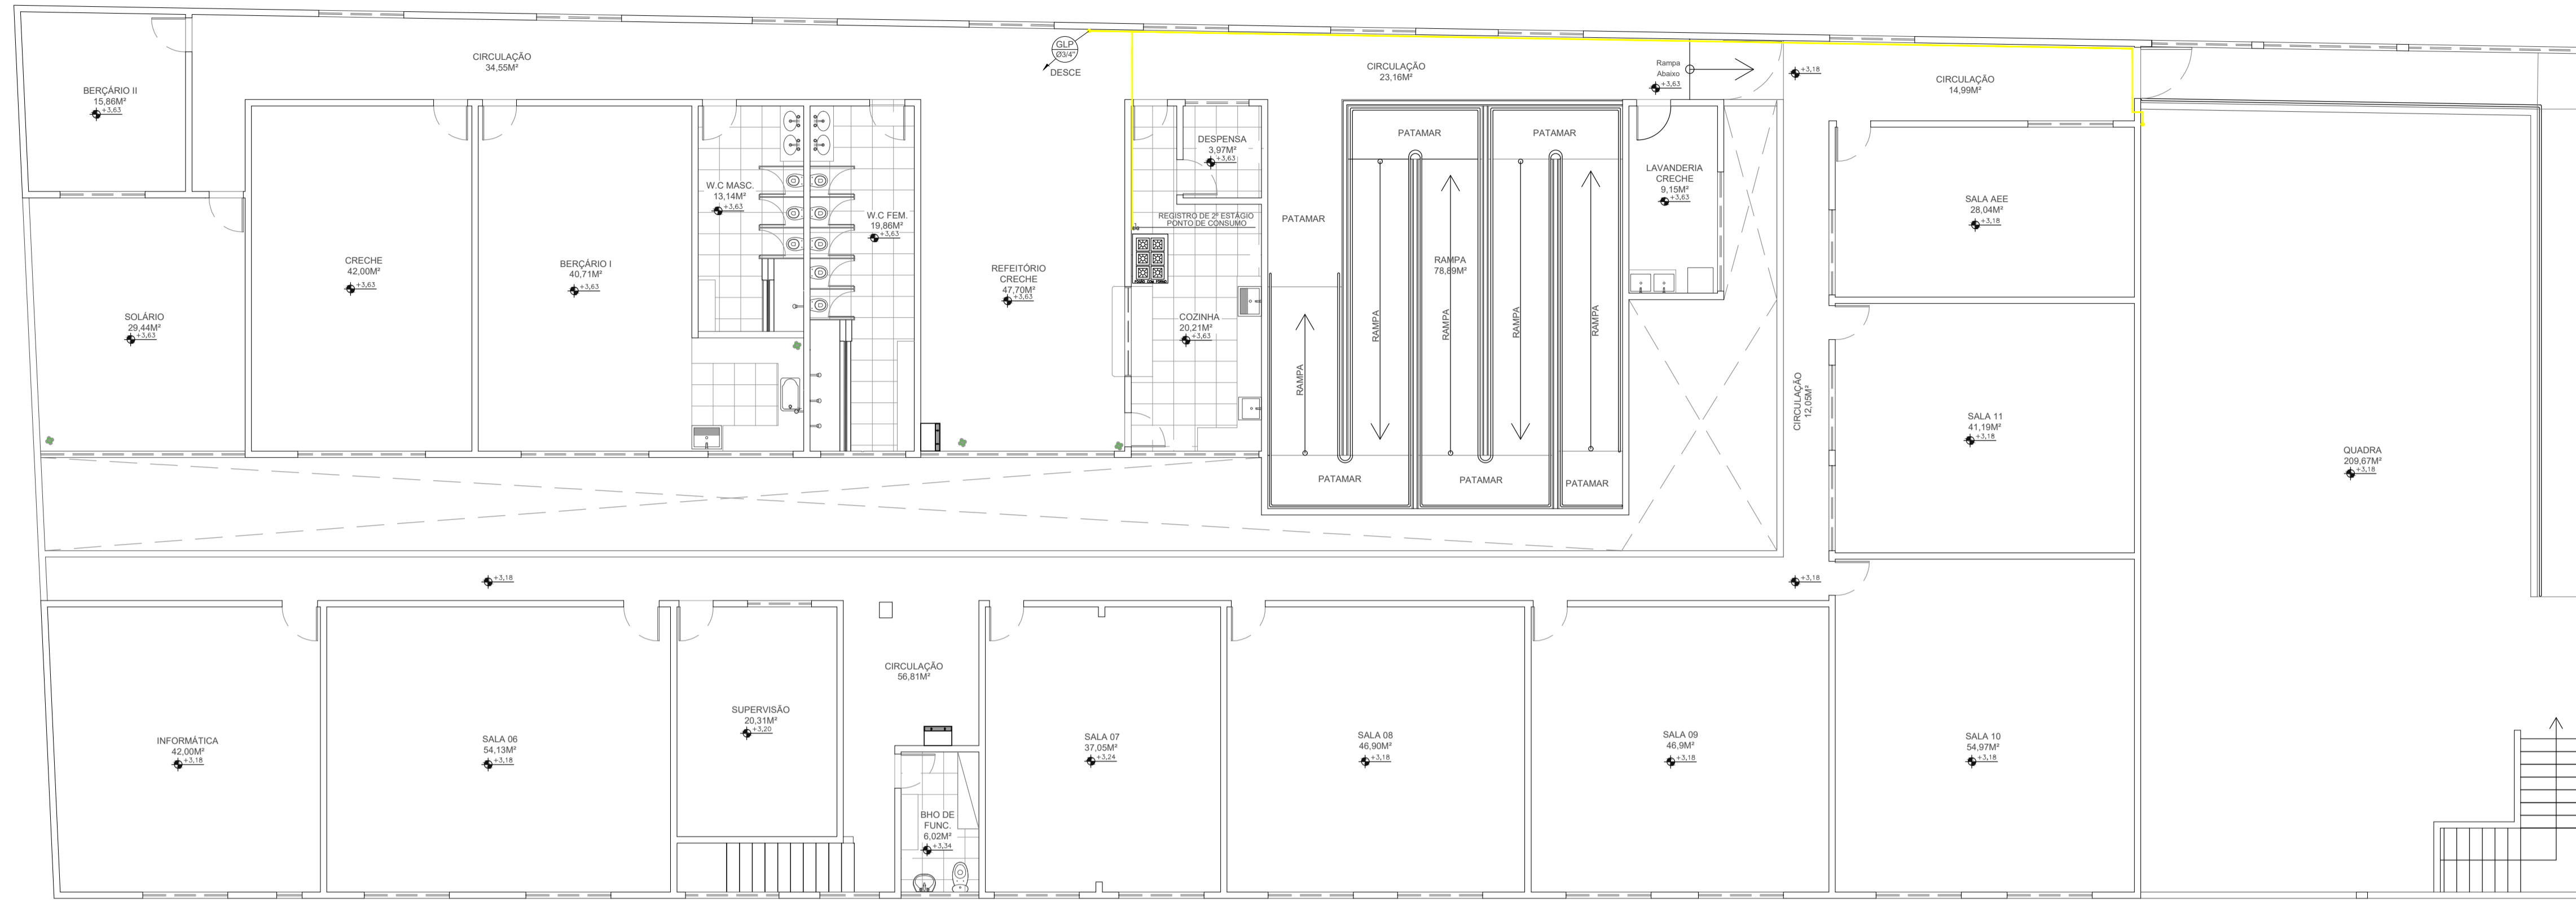 GLP
Ø3/4"
DESCE
CIRCULAÇÃO
34,55M²
CIRCULAÇÃO
23,16M²
Rampa
Abaixo
+3,63
+3,18
CIRCULAÇÃO
14,99M²
BERÇÁRIO II
15,86M²
+3,63
DESPENSA
3,97M²
+3,63
PATAMAR
PATAMAR
LAVANDERIA
CRECHE
9,15M²
+3,63
W.C MASC.
13,14M²
+3,63
W.C FEM.
19,86M²
+3,63
REGISTRO DE 2º ESTÁGIO
PONTO DE CONSUMO
PATAMAR
SALA AEE
28,04M²
+3,18
CRECHE
42,00M²
+3,63
BERÇÁRIO I
40,71M²
+3,63
REFEITÓRIO
CRECHE
47,70M²
+3,63
FOGÃO COM FORNO
RAMPA
78,89M²
SOLÁRIO
29,44M²
+3,63
COZINHA
20,21M²
+3,63
RAMPA
RAMPA
RAMPA
RAMPA
RAMPA
CIRCULAÇÃO
12,05M²
SALA 11
41,19M²
+3,18
QUADRA
209,67M²
+3,18
PATAMAR
PATAMAR
PATAMAR
+3,18
+3,18
CIRCULAÇÃO
56,81M²
INFORMÁTICA
42,00M²
+3,18
SALA 06
54,13M²
+3,18
SUPERVISÃO
20,31M²
+3,20
SALA 07
37,05M²
+3,24
SALA 08
46,90M²
+3,18
SALA 09
46,9M²
+3,18
SALA 10
54,97M²
+3,18
BHO DE
FUNC.
6,02M²
+3,34